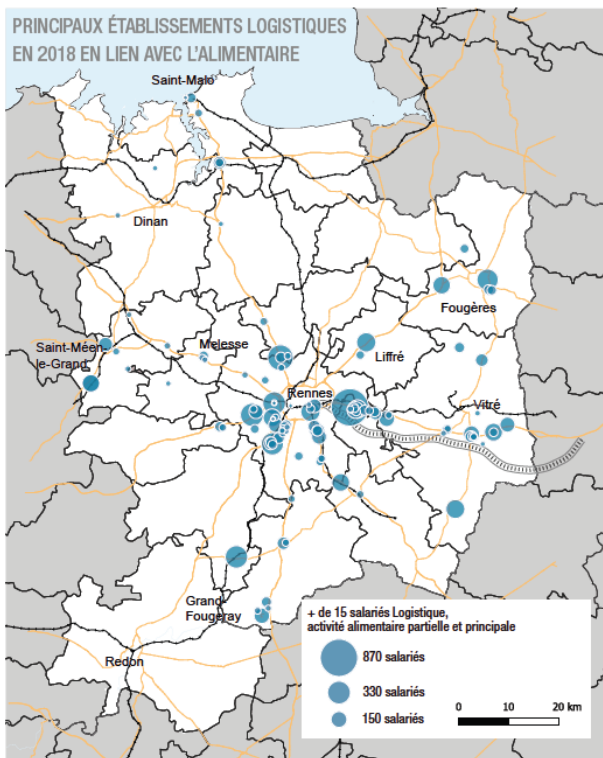 PRINCIPAUX ÉTABLISSEMENTS LOGISTIQUES
EN 2018 EN LIEN AVEC L'ALIMENTAIRE
Saint-Malo
Dinan
Fougères
Saint-Méen-
le-Grand
Melesse
Liffré
Rennes
Vitré
Grand-
Fougeray
Redon
+ de 15 salariés Logistique,
activité alimentaire partielle et principale
870 salariés
330 salariés
150 salariés
0 10 20 km